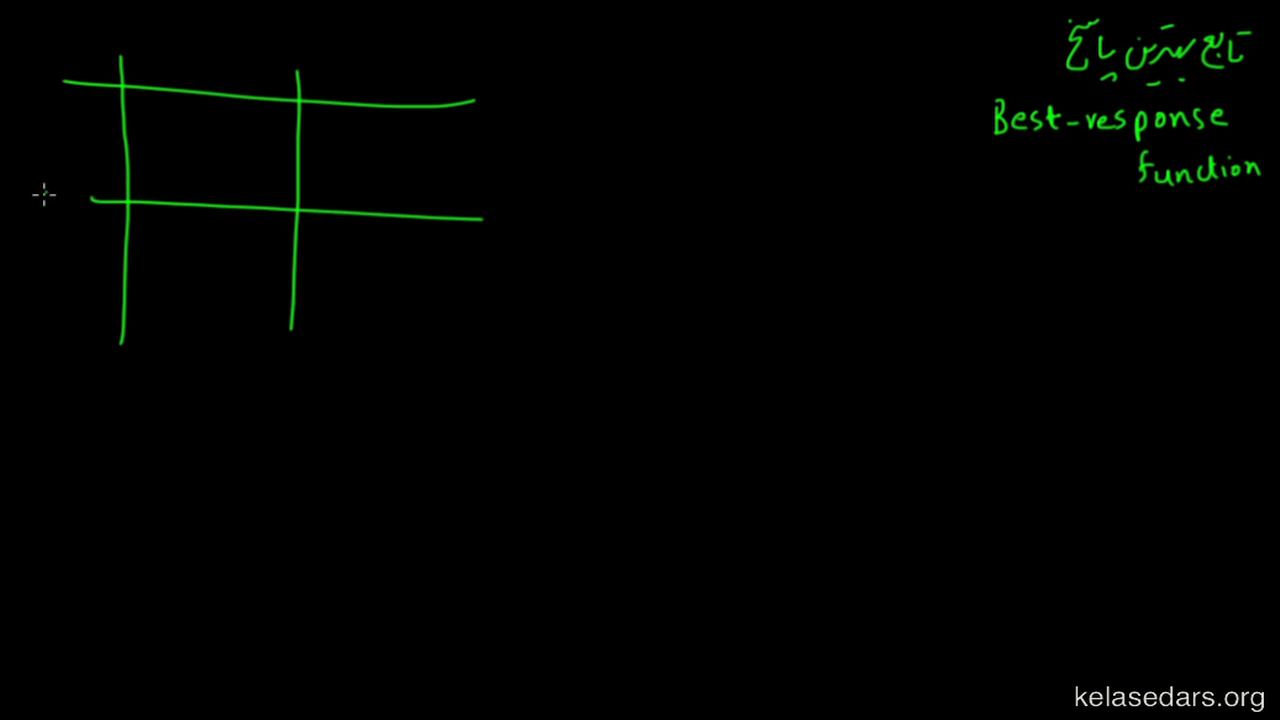 تابع بهترین پاسخ
Best-response
function
kelasedars.org